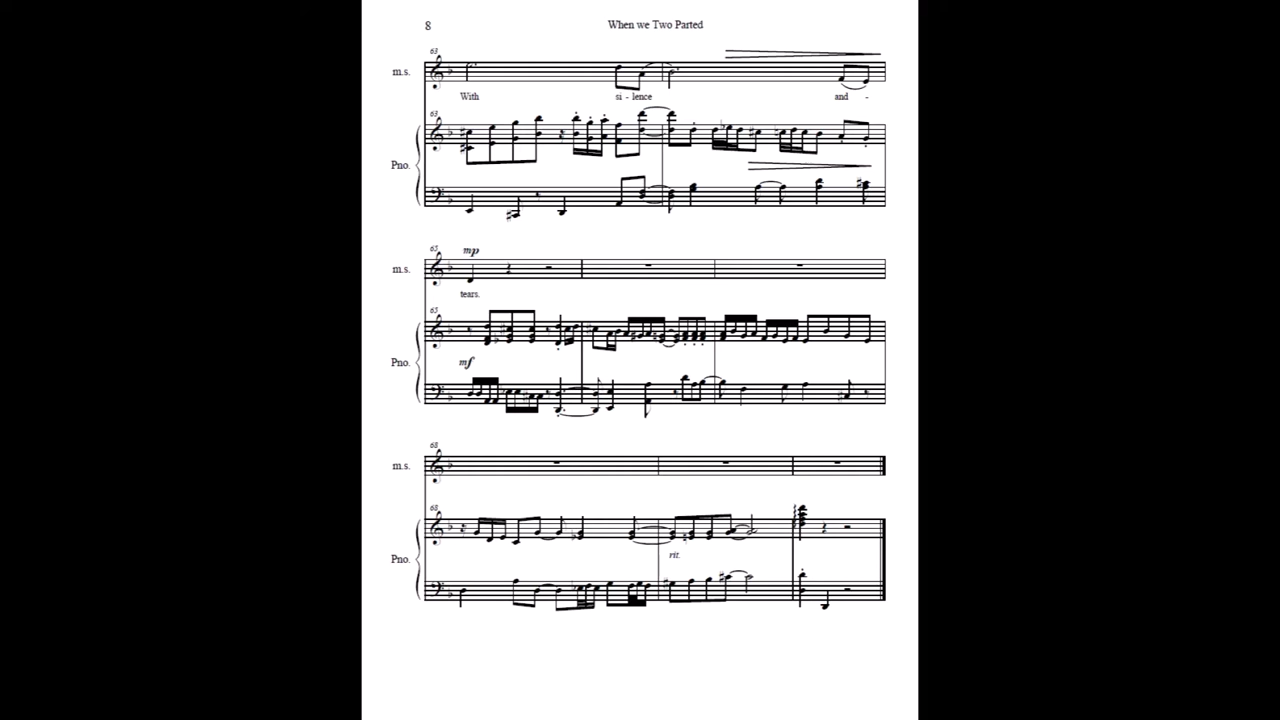 8
When we Two Parted
63
m.s.
With si - lence and -
63
Pno.
65
mp
m.s.
tears.
65
mf
Pno.
68
m.s.
68
rit.
Pno.